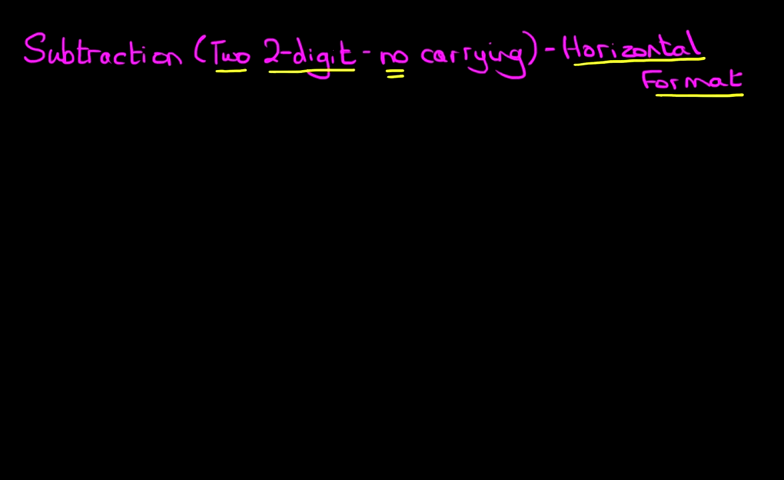 Subtraction (Two 2-digit - no carrying) - Horizontal
Format